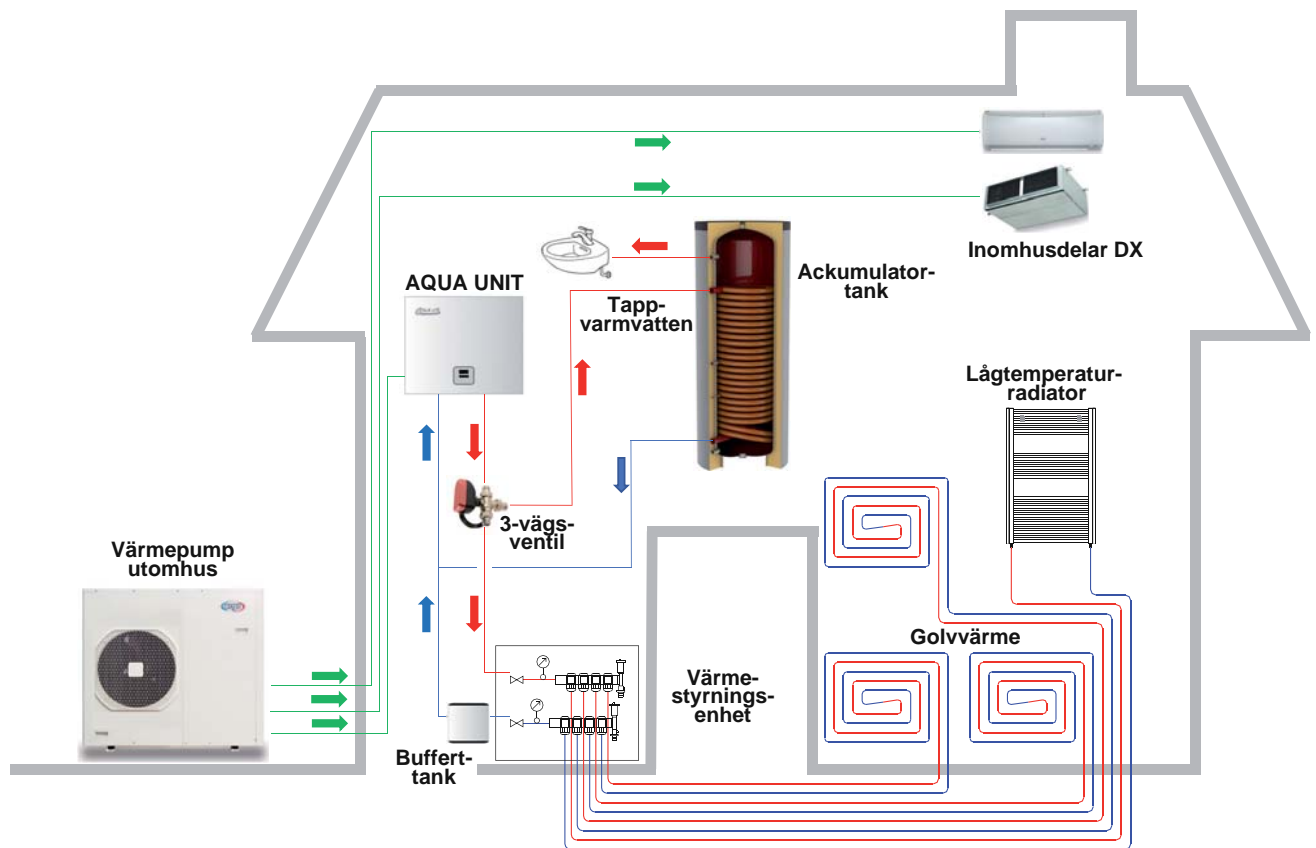 Inomhusdelar DX
AQUA UNIT
Ackumulator-
tank
Tapp-
varmvatten
Lågtemperatur-
radiator
3-vägs-
ventil
Värmepump
utomhus
Golvvärme
Värme-
styrnings-
enhet
Buffert-
tank